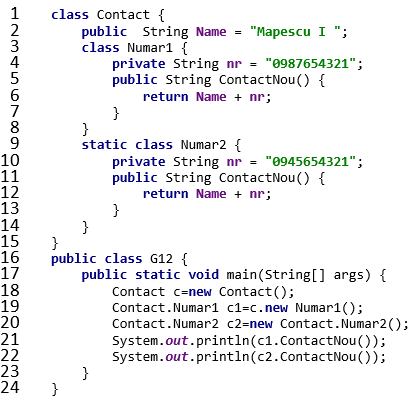 1 class Contact {
2 public  String Name = "Mapescu I ";
3 class Numar1 {
4 private String nr = "0987654321";
5 public String ContactNou() {
6 return Name + nr;
7 }
8 }
9 static class Numar2 {
10 private String nr = "0945654321";
11 public String ContactNou() {
12 return Name + nr;
13 }
14 }
15 }
16 public class G12 {
17 public static void main(String[] args) {
18 Contact c=new Contact();
19 Contact.Numar1 c1=c.new Numar1();
20 Contact.Numar2 c2=new Contact.Numar2();
21 System.out.println(c1.ContactNou());
22 System.out.println(c2.ContactNou());
23 }
24 }